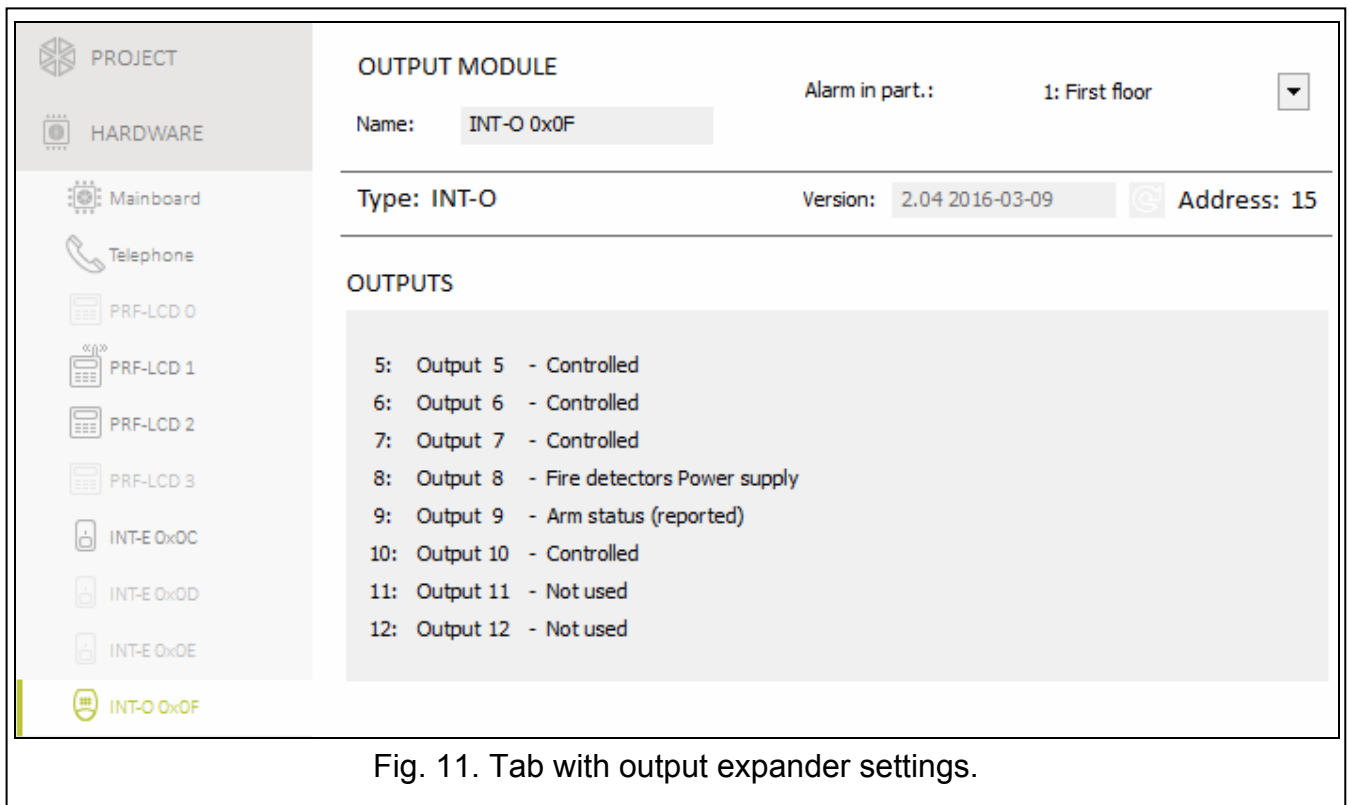 PROJECT
HARDWARE
Mainboard
Telephone
PRF-LCD 0
PRF-LCD 1
PRF-LCD 2
PRF-LCD 3
INT-E 0x0C
INT-E 0x0D
INT-E 0x0E
INT-O 0x0F
OUTPUT MODULE
Name: INT-O 0x0F
Alarm in part.: 1: First floor
Type: INT-O
Version: 2.04 2016-03-09
Address: 15
OUTPUTS
5: Output 5 - Controlled
6: Output 6 - Controlled
7: Output 7 - Controlled
8: Output 8 - Fire detectors Power supply
9: Output 9 - Arm status (reported)
10: Output 10 - Controlled
11: Output 11 - Not used
12: Output 12 - Not used
Fig. 11. Tab with output expander settings.